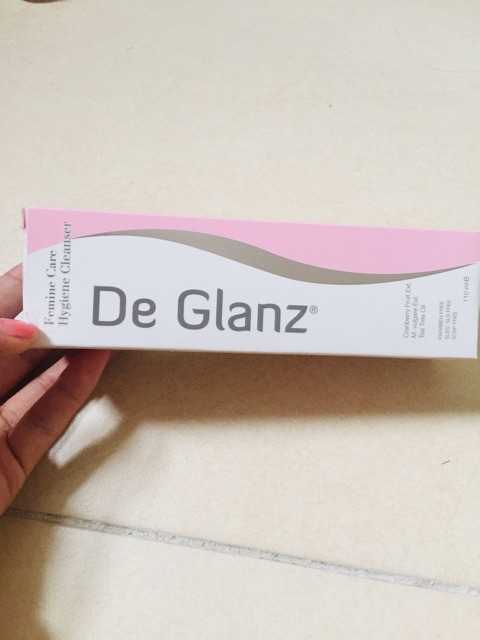 Femine Care
Hygiene Cleanser
De Glanz®
Cranberry Fruit Ext.
Al. vulgare Ext.
Tea Tree Oil
PARABEN FREE
SLES/ SLS FREE
SOAP FREE
110 ml℮